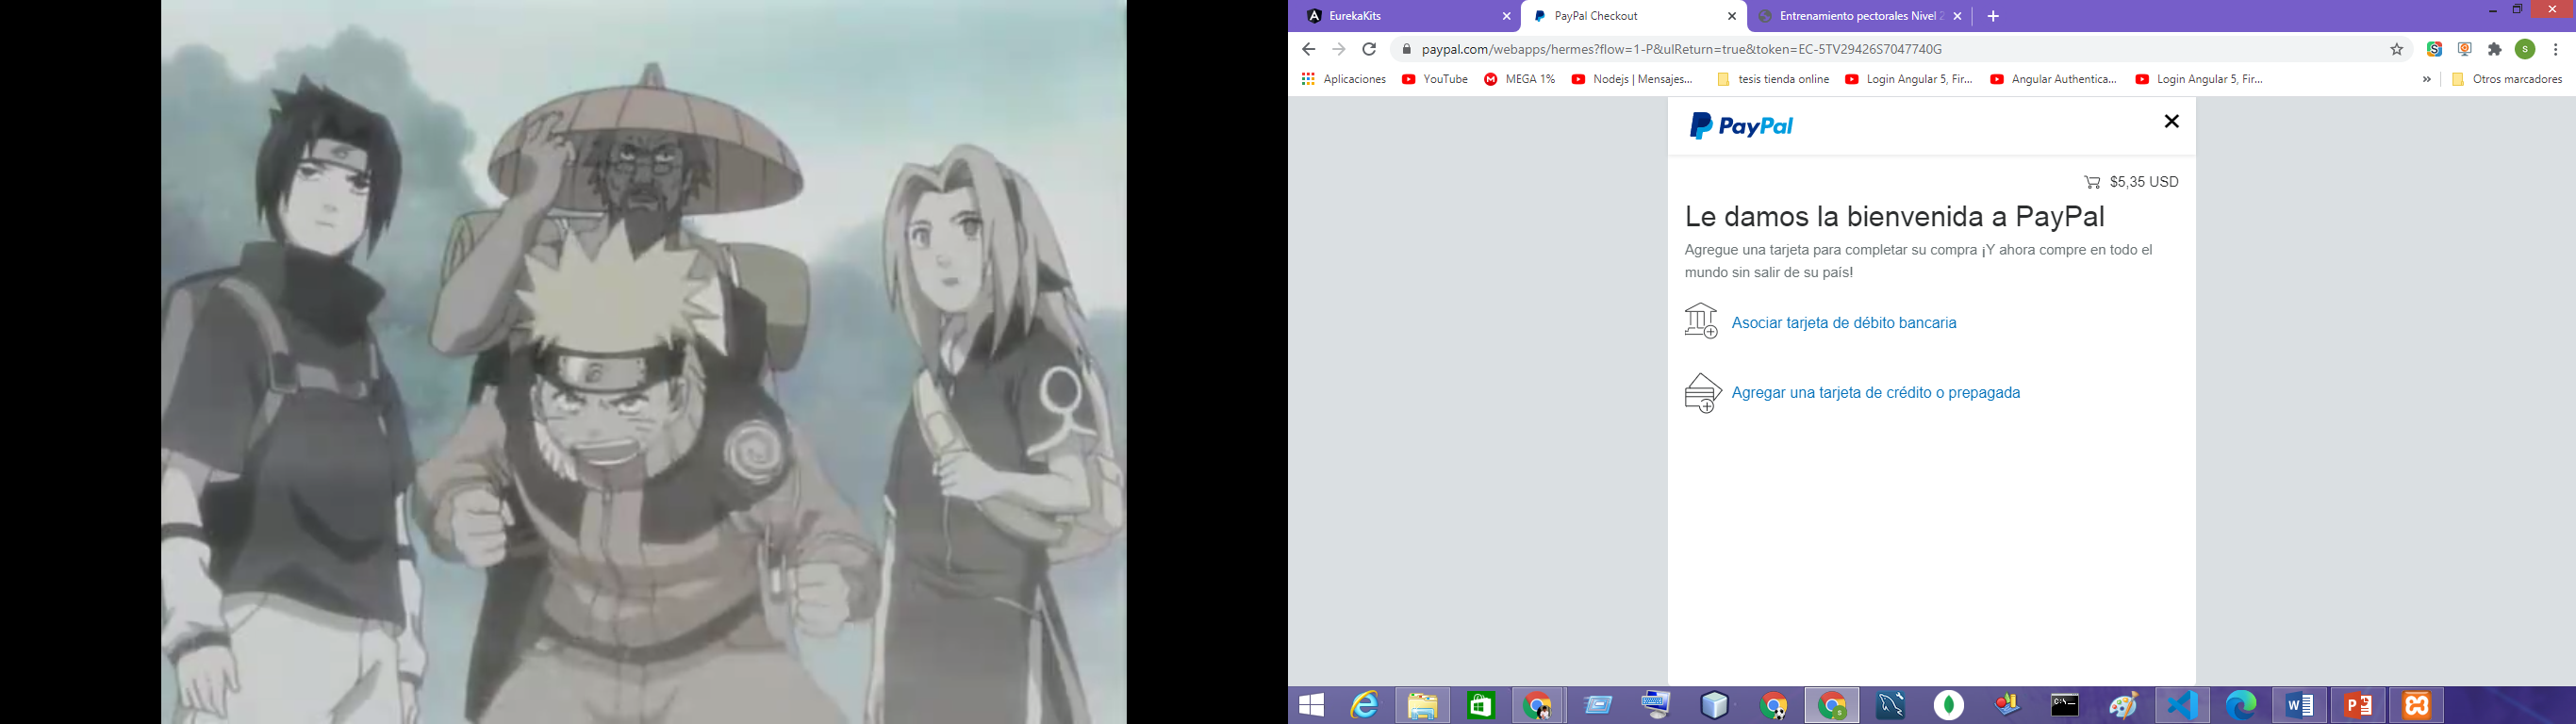 EurekaKits
PayPal Checkout
Entrenamiento pectorales Nivel 2
paypal.com/webapps/hermes?flow=1-P&ulReturn=true&token=EC-5TV29426S7047740G
S
Aplicaciones
YouTube
MEGA 1%
Nodejs | Mensajes...
tesis tienda online
Login Angular 5, Fir...
Angular Authentica...
Login Angular 5, Fir...
»
Otros marcadores
PayPal
$5,35 USD
Le damos la bienvenida a PayPal
Agregue una tarjeta para completar su compra ¡Y ahora compre en todo el
mundo sin salir de su país!
Asociar tarjeta de débito bancaria
Agregar una tarjeta de crédito o prepagada